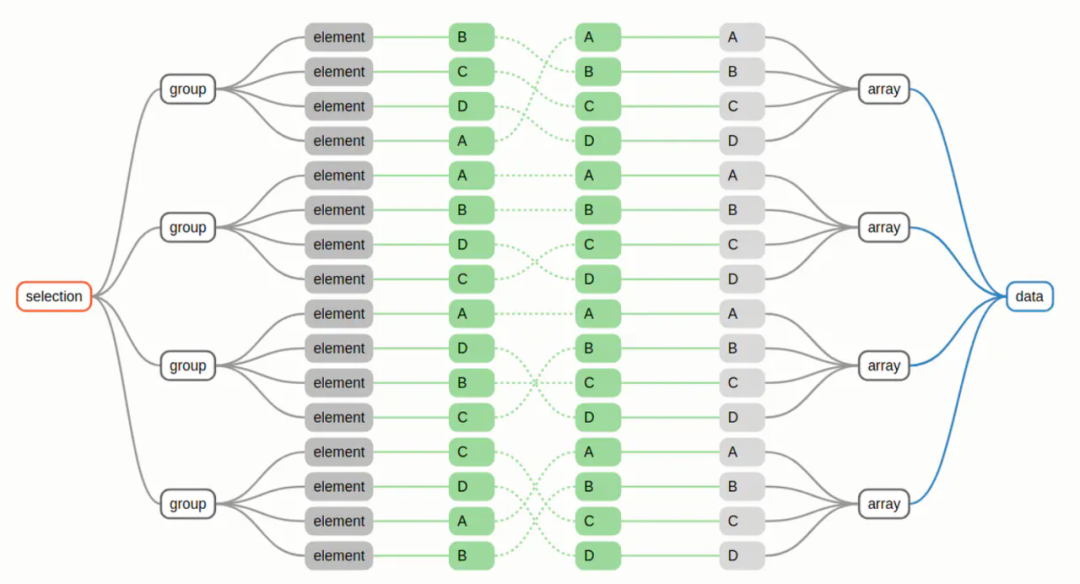 element B A A
element C B B
group array
element D C C
element A D D
element A A A
element B B B
group array
element D C C
element C D D
selection data
element A A A
element D B B
group array
element B C C
element C D D
element C A A
element D B B
group array
element A C C
element B D D